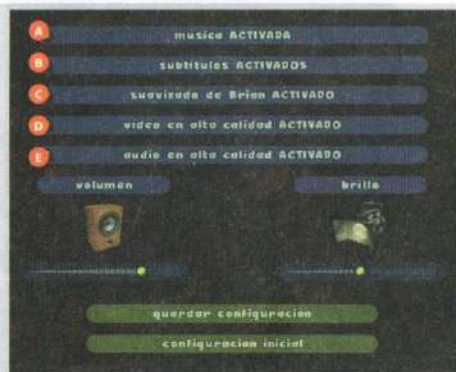 A musica ACTIVADA
B subtitulos ACTIVADOS
C suavizado de Brian ACTIVADO
D video en alta calidad ACTIVADO
E audio en alta calidad ACTIVADO
volumen brillo
guardar configuracion
configuracion inicial